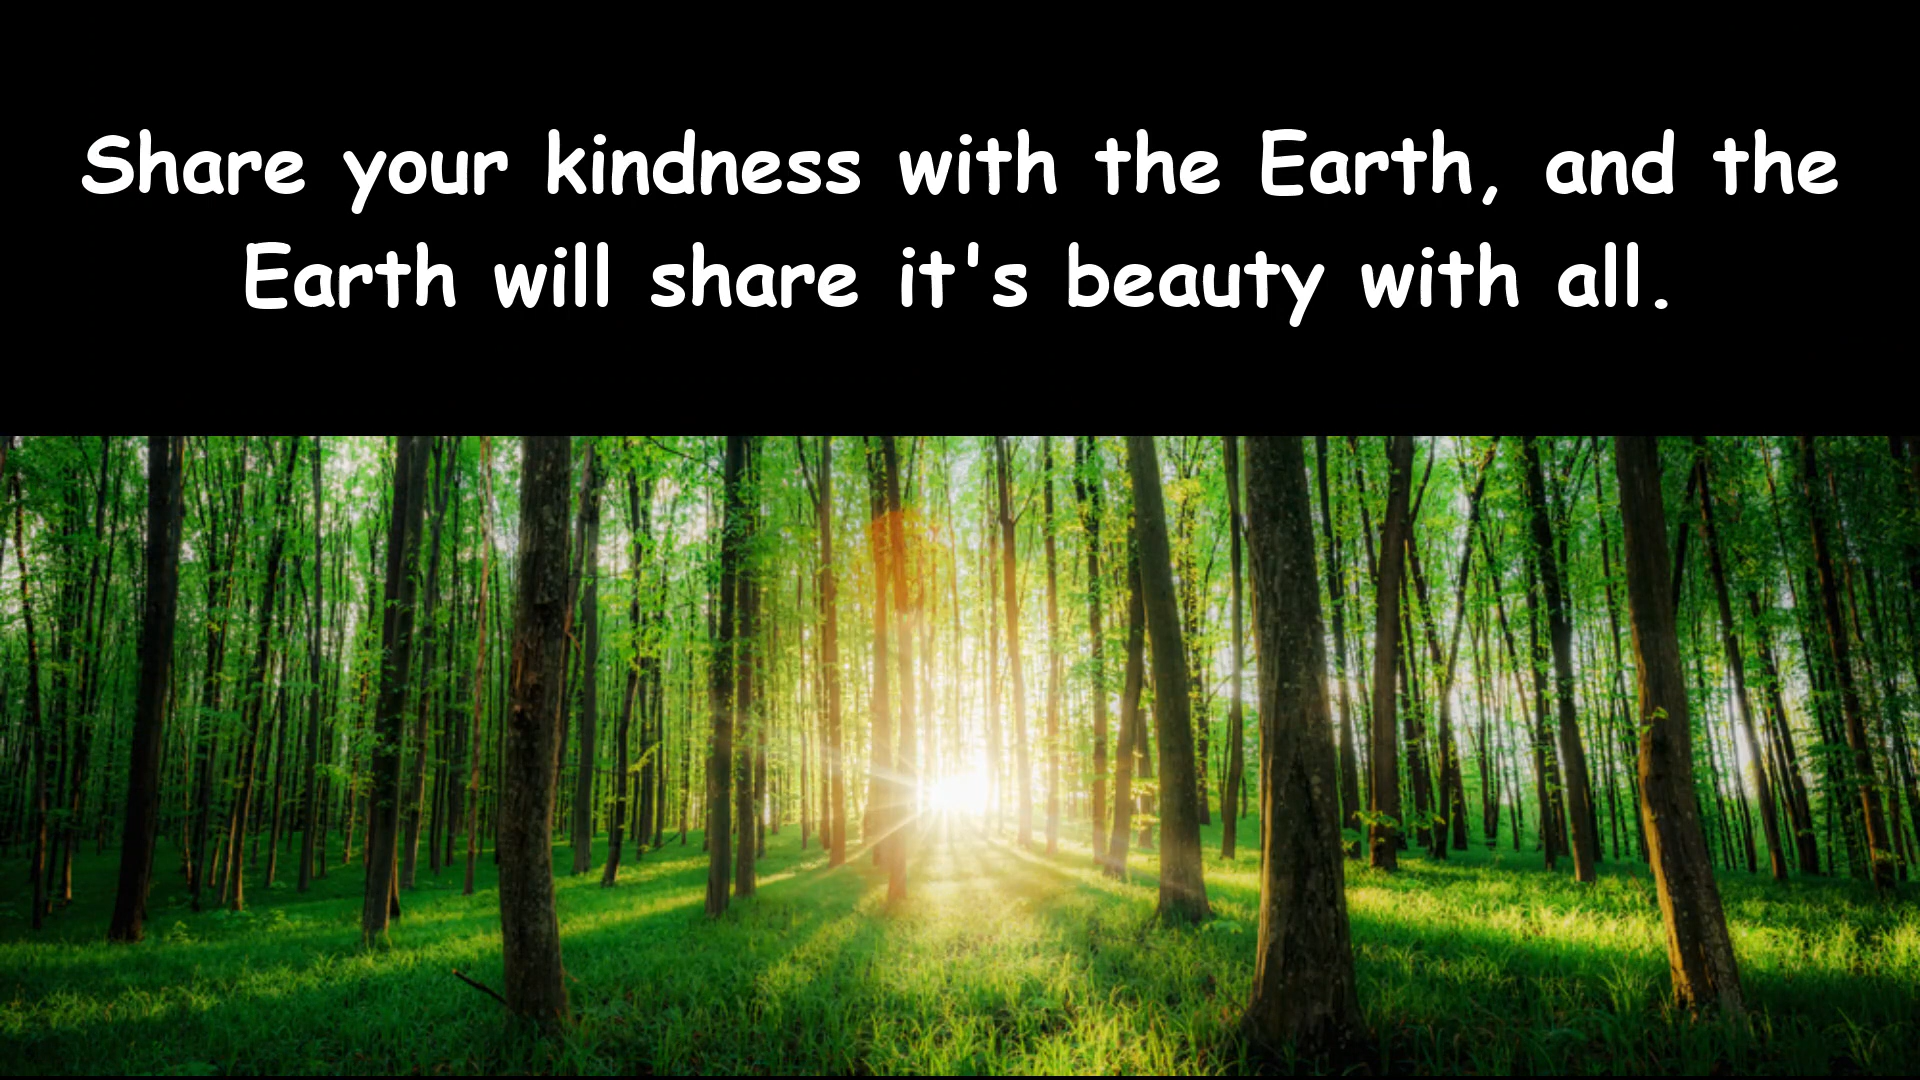 Share your kindness with the Earth, and the
Earth will share it's beauty with all.